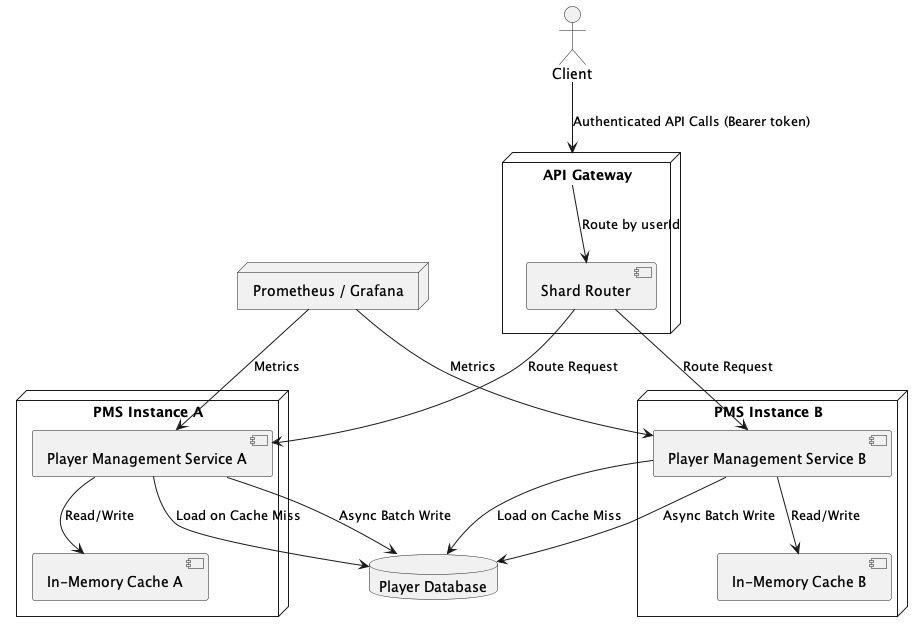 Client
Authenticated API Calls (Bearer token)
API Gateway
Route by userId
Prometheus / Grafana
Shard Router
Metrics
Metrics
Route Request
Route Request
PMS Instance A
PMS Instance B
Player Management Service A
Player Management Service B
Read/Write
Load on Cache Miss
Async Batch Write
Load on Cache Miss
Async Batch Write
Read/Write
In-Memory Cache A
Player Database
In-Memory Cache B